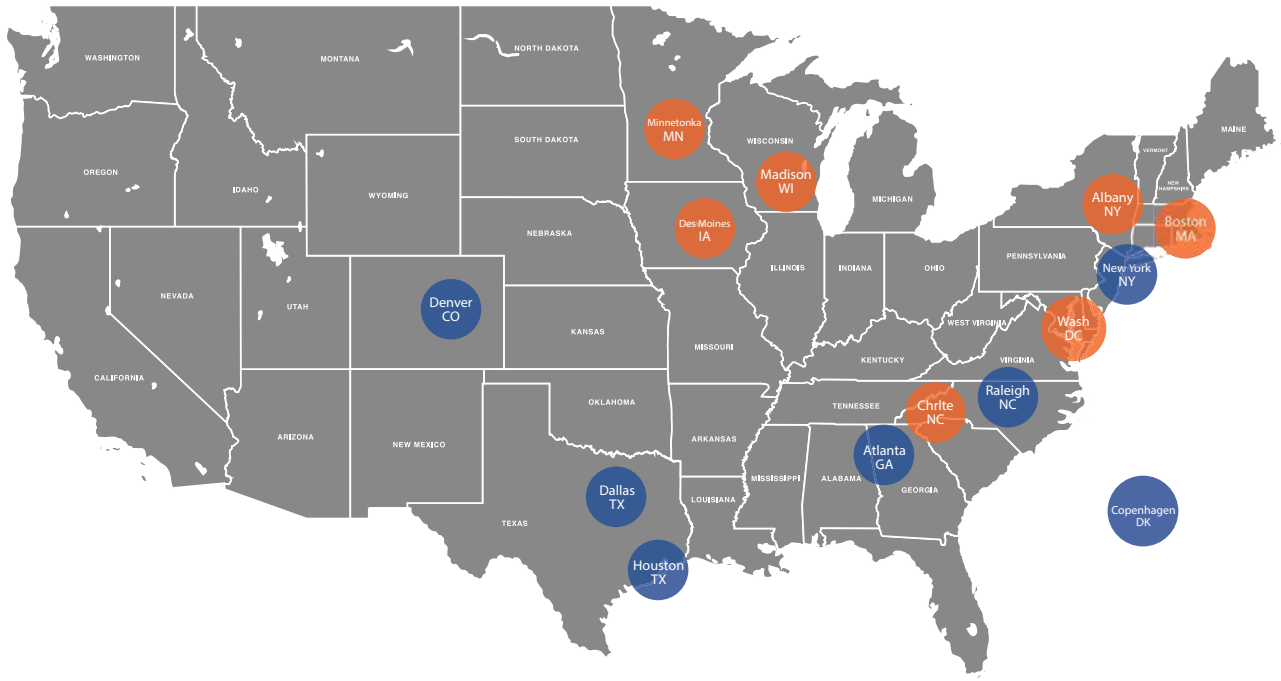 WASHINGTON
MONTANA
NORTH DAKOTA
MAINE
Minnetonka
MN
SOUTH DAKOTA
WISCONSIN
VERMONT
OREGON
IDAHO
WYOMING
Madison
WI
MICHIGAN
NEW
HAMPSHIRE
Albany
NY
Boston
MA
Des Moines
IA
NEBRASKA
PENNSYLVANIA
New York
NY
NEVADA
UTAH
Denver
CO
ILLINOIS
INDIANA
OHIO
KANSAS
MISSOURI
WEST VIRGINIA
Wash
DC
KENTUCKY
VIRGINIA
CALIFORNIA
Raleigh
NC
OKLAHOMA
TENNESSEE
Chrlte
NC
ARIZONA
NEW MEXICO
ARKANSAS
Atlanta
GA
MISSISSIPPI
ALABAMA
GEORGIA
Dallas
TX
LOUISIANA
TEXAS
Copenhagen
DK
Houston
TX